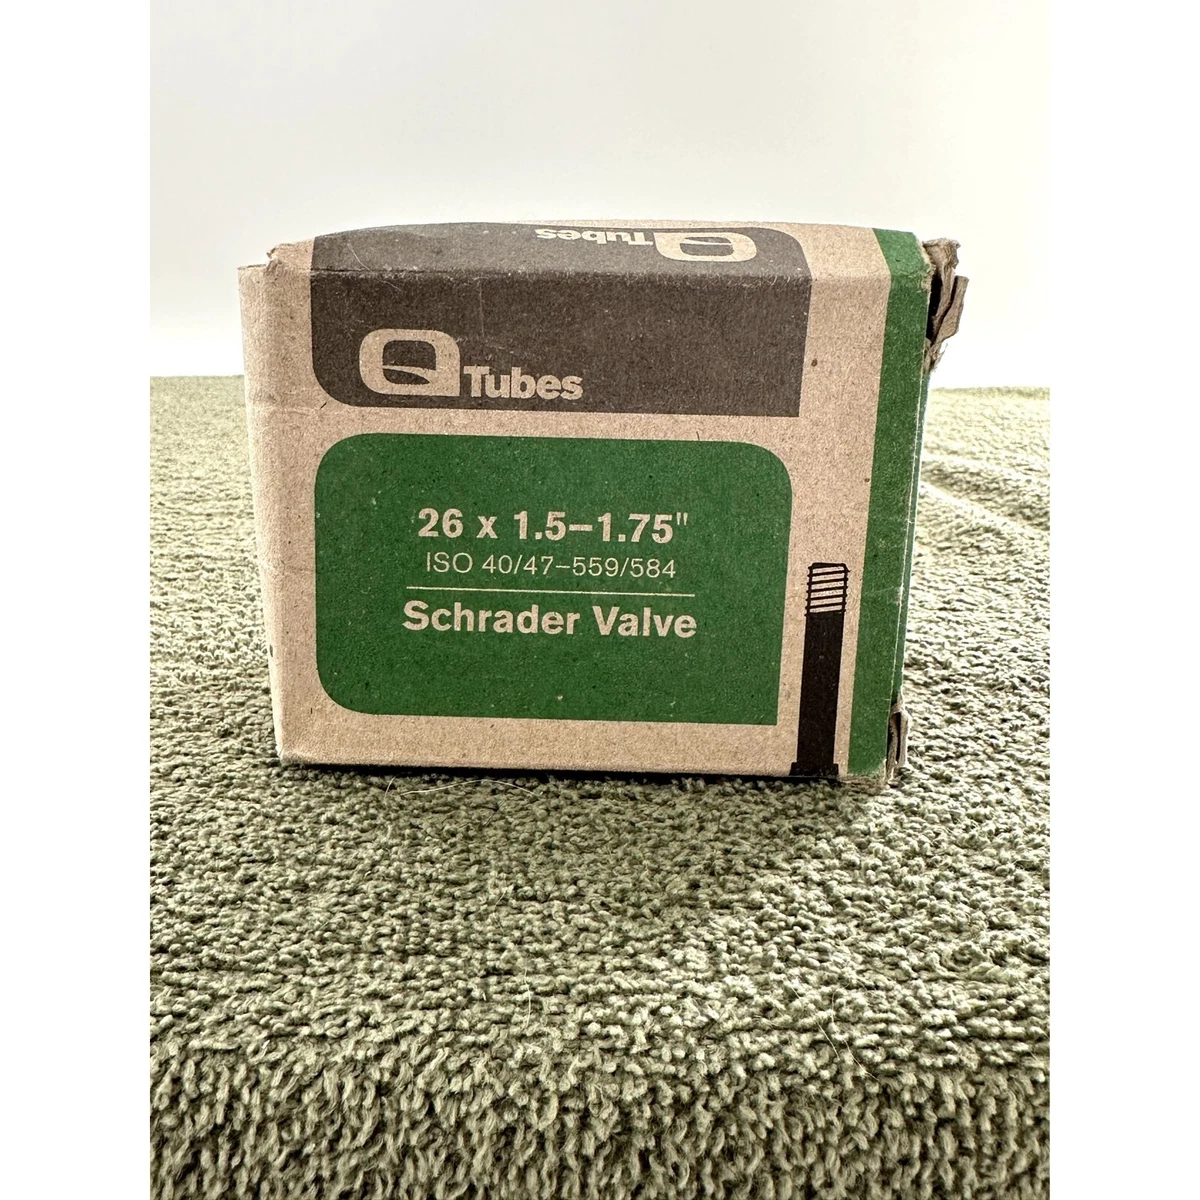 Q Tubes
Q Tubes
26 x 1.5–1.75"
ISO 40/47–559/584
Schrader Valve